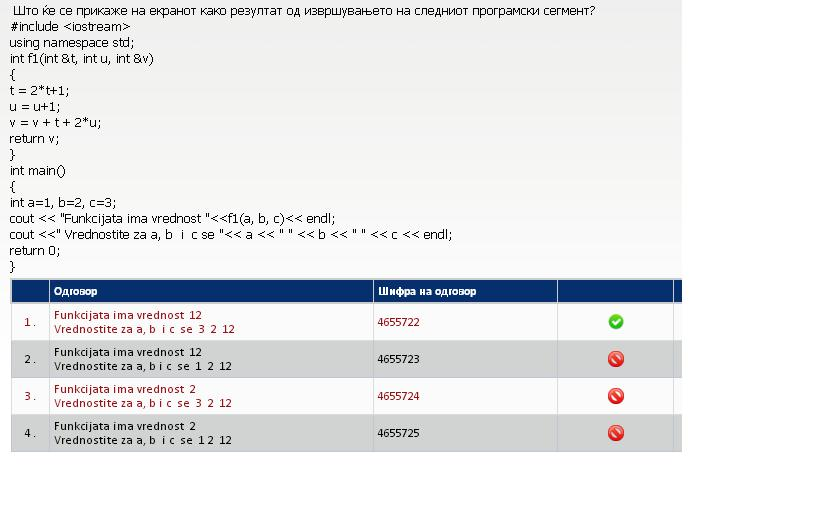 Што ќе се прикаже на екранот како резултат од извршувањето на следниот програмски сегмент?
#include <iostream>
using namespace std;
int f1(int &t, int u, int &v)
{
t = 2*t+1;
u = u+1;
v = v + t + 2*u;
return v;
}
int main()
{
int a=1, b=2, c=3;
cout << "Funkcijata ima vrednost "<<f1(a, b, c)<< endl;
cout <<" Vrednostite za a, b  i  c se "<< a << " " << b << " " << c << endl;
return 0;
}
Одговор Шифра на одговор
1. Funkcijata ima vrednost 12 4655722
Vrednostite za a, b  i c  se  3  2  12
2. Funkcijata ima vrednost 12 4655723
Vrednostite za a, b i c  se  1  2  12
3. Funkcijata ima vrednost  2 4655724
Vrednostite za a, b i c  se  3  2  12
4. Funkcijata ima vrednost  2 4655725
Vrednostite za a, b  i c  se  1 2  12